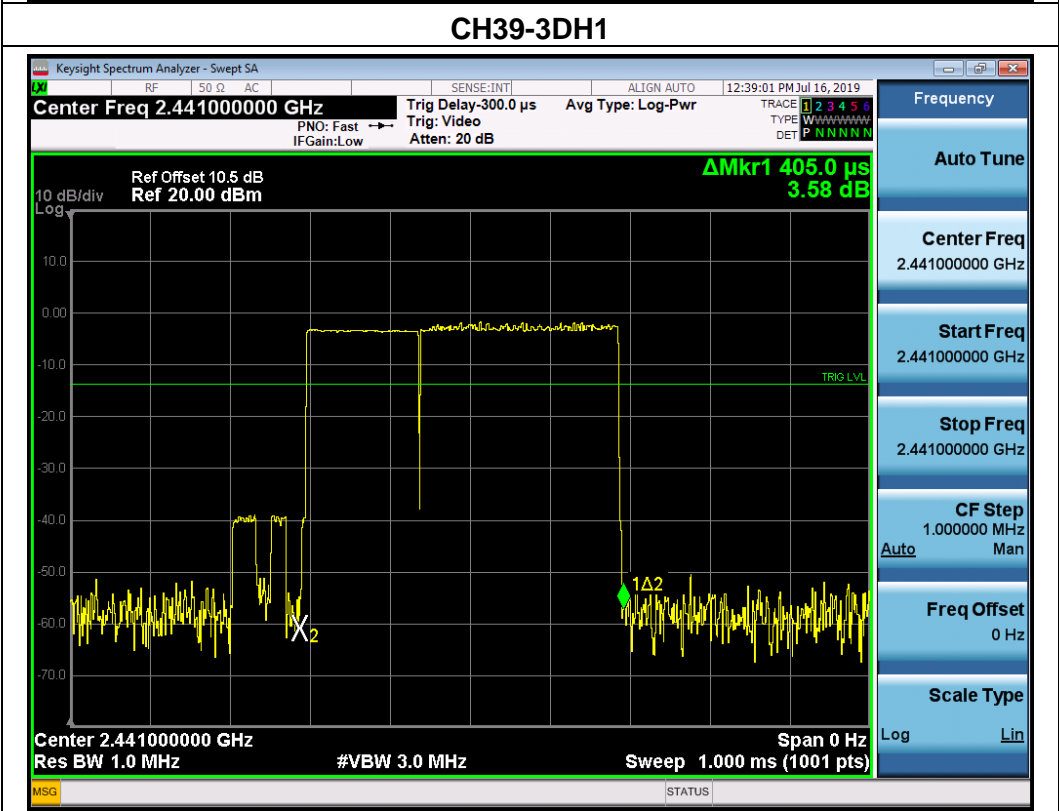 CH39-3DH1
Keysight Spectrum Analyzer - Swept SA
LXI RF 50 Ω AC SENSE:INT ALIGN AUTO 12:39:01 PM Jul 16, 2019
Center Freq 2.441000000 GHz
PNO: Fast
IFGain:Low
Trig Delay-300.0 µs
Trig: Video
Atten: 20 dB
Avg Type: Log-Pwr
TRACE 1 2 3 4 5 6
TYPE WWWWWW
DET P N N N N N
ΔMkr1 405.0 µs
3.58 dB
Ref Offset 10.5 dB
10 dB/div Ref 20.00 dBm
Log
10.0
0.00
-10.0
TRIG LVL
-20.0
-30.0
-40.0
-50.0
1Δ2
-60.0
2
-70.0
Center 2.441000000 GHz Span 0 Hz
Res BW 1.0 MHz #VBW 3.0 MHz Sweep 1.000 ms (1001 pts)
MSG STATUS
Frequency
Auto Tune
Center Freq
2.441000000 GHz
Start Freq
2.441000000 GHz
Stop Freq
2.441000000 GHz
CF Step
1.000000 MHz
Auto Man
Freq Offset
0 Hz
Scale Type
Log Lin